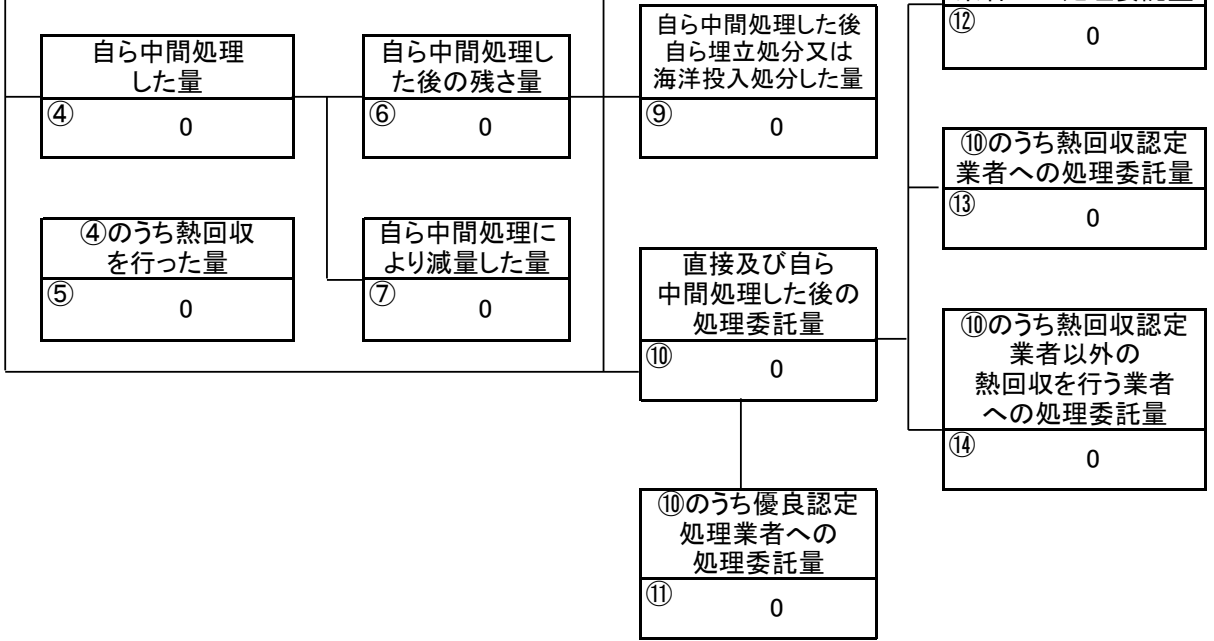 ⑫
0
自ら中間処理
した量
④
0
自ら中間処理し
た後の残さ量
⑥
0
自ら中間処理した後
自ら埋立処分又は
海洋投入処分した量
⑨
0
⑩のうち熱回収認定
業者への処理委託量
⑬
0
④のうち熱回収
を行った量
⑤
0
自ら中間処理に
より減量した量
⑦
0
直接及び自ら
中間処理した後の
処理委託量
⑩
0
⑩のうち熱回収認定
業者以外の
熱回収を行う業者
への処理委託量
⑭
0
⑩のうち優良認定
処理業者への
処理委託量
⑪
0